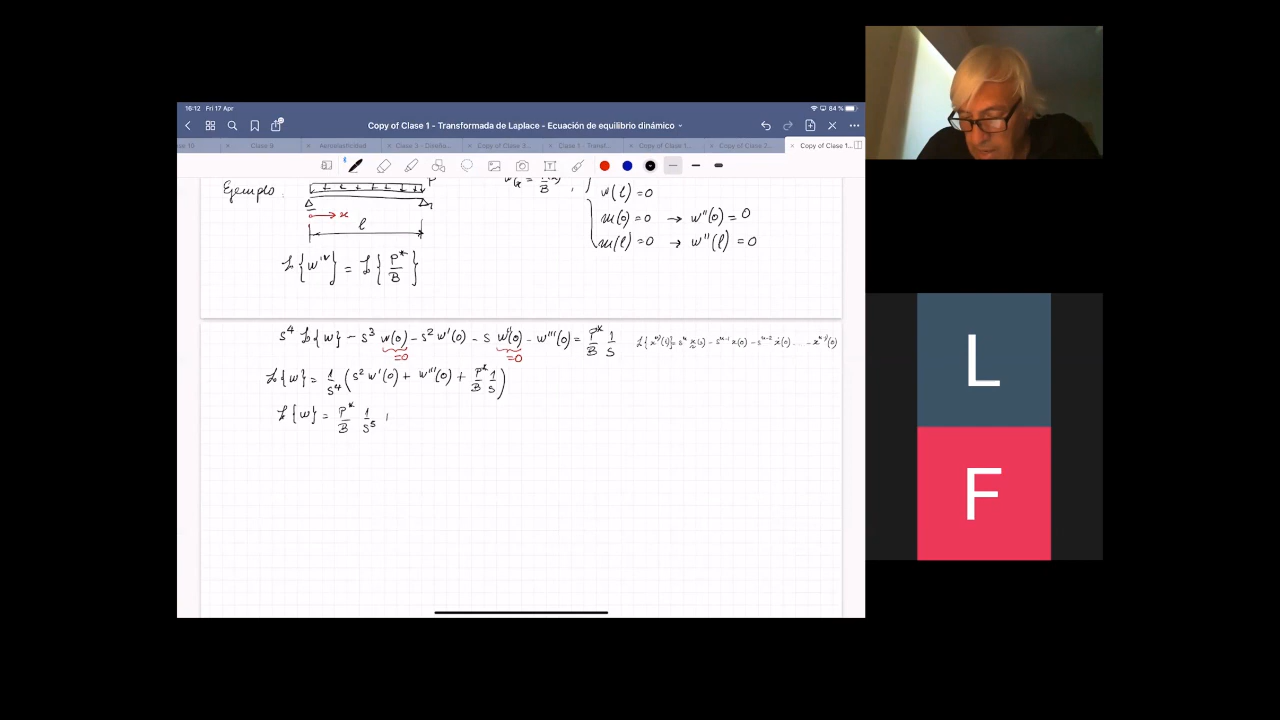 16:12 Fri 17 Apr
84 %
Copy of Clase 1 - Transformada de Laplace - Ecuación de equilibrio dinámico
Clase 9
Clase 3 - Diseña...
Copy of Clase 3...
Clase 1 - Transf...
Copy of Clase 1...
Copy of Clase 2...
Copy of Clase 1...
Ejemplo:
P
x
l
w(l) = 0
m(0) = 0 → w''(0) = 0
m(l) = 0 → w''(l) = 0
ℒ{w^IV} = ℒ{P*/B}
s⁴ ℒ{w} - s³ w(0) - s² w'(0) - s w''(0) - w'''(0) = P*/B 1/s
=0 =0
ℒ{w} = 1/s⁴ (s² w'(0) + w'''(0) + P*/B 1/s)
ℒ{w} = P*/B 1/s⁵
L
F